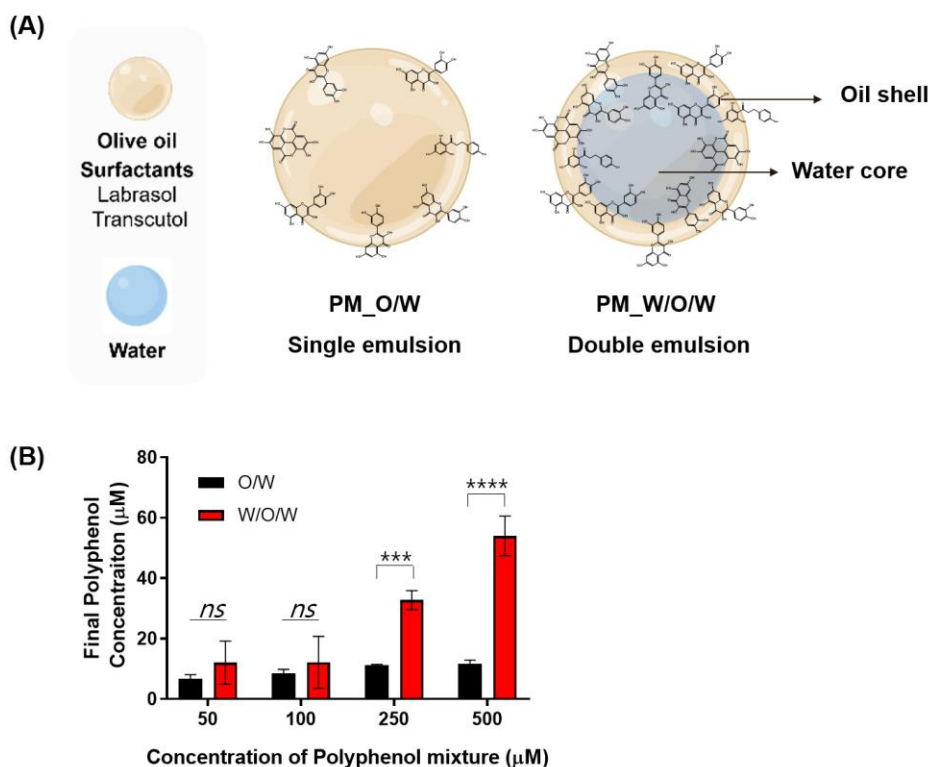 (A)
Olive oil
Surfactants
Labrasol
Transcutol
Water
PM_O/W
Single emulsion
PM_W/O/W
Double emulsion
Oil shell
Water core
(B)
Final Polyphenol
Concentraiton (μM)
80
60
40
20
0
O/W
W/O/W
ns
ns
***
****
50 100 250 500
Concentration of Polyphenol mixture (μM)